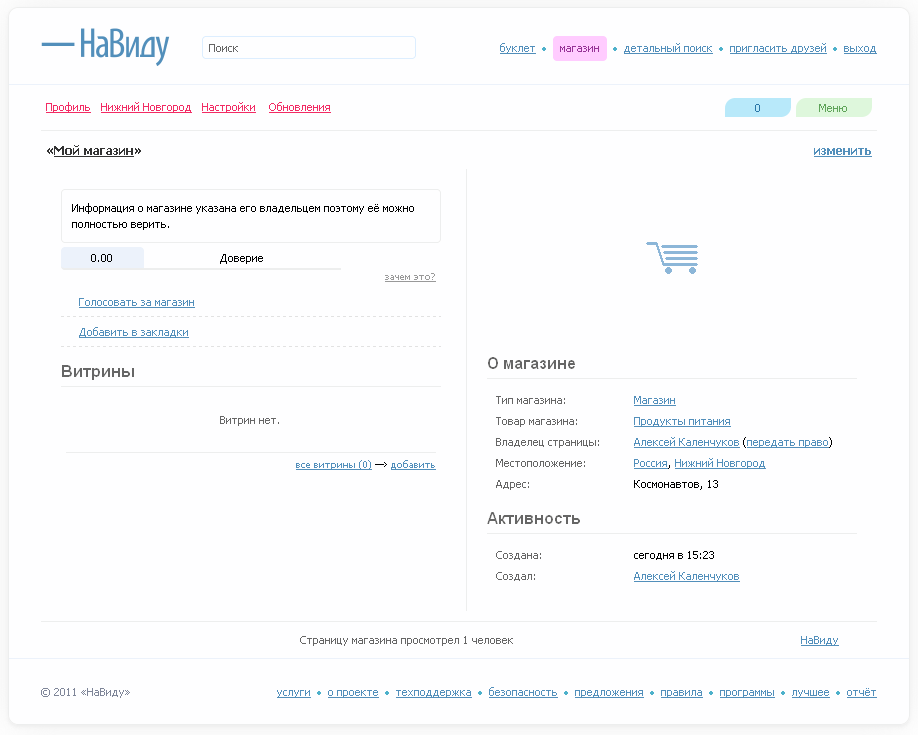 —НаВиду
Поиск
буклет • магазин • детальный поиск • пригласить друзей • выход
Профиль Нижний Новгород Настройки Обновления
0 Меню
«Мой магазин»
изменить
Информация о магазине указана его владельцем поэтому её можно
полностью верить.
0.00 Доверие
зачем это?
Голосовать за магазин
Добавить в закладки
Витрины
Витрин нет.
все витрины (0) → добавить
О магазине
Тип магазина: Магазин
Товар магазина: Продукты питания
Владелец страницы: Алексей Каленчуков (передать право)
Местоположение: Россия, Нижний Новгород
Адрес: Космонавтов, 13
Активность
Создана: сегодня в 15:23
Создал: Алексей Каленчуков
Страницу магазина просмотрел 1 человек
НаВиду
© 2011 «НаВиду»
услуги • о проекте • техподдержка • безопасность • предложения • правила • программы • лучшее • отчёт